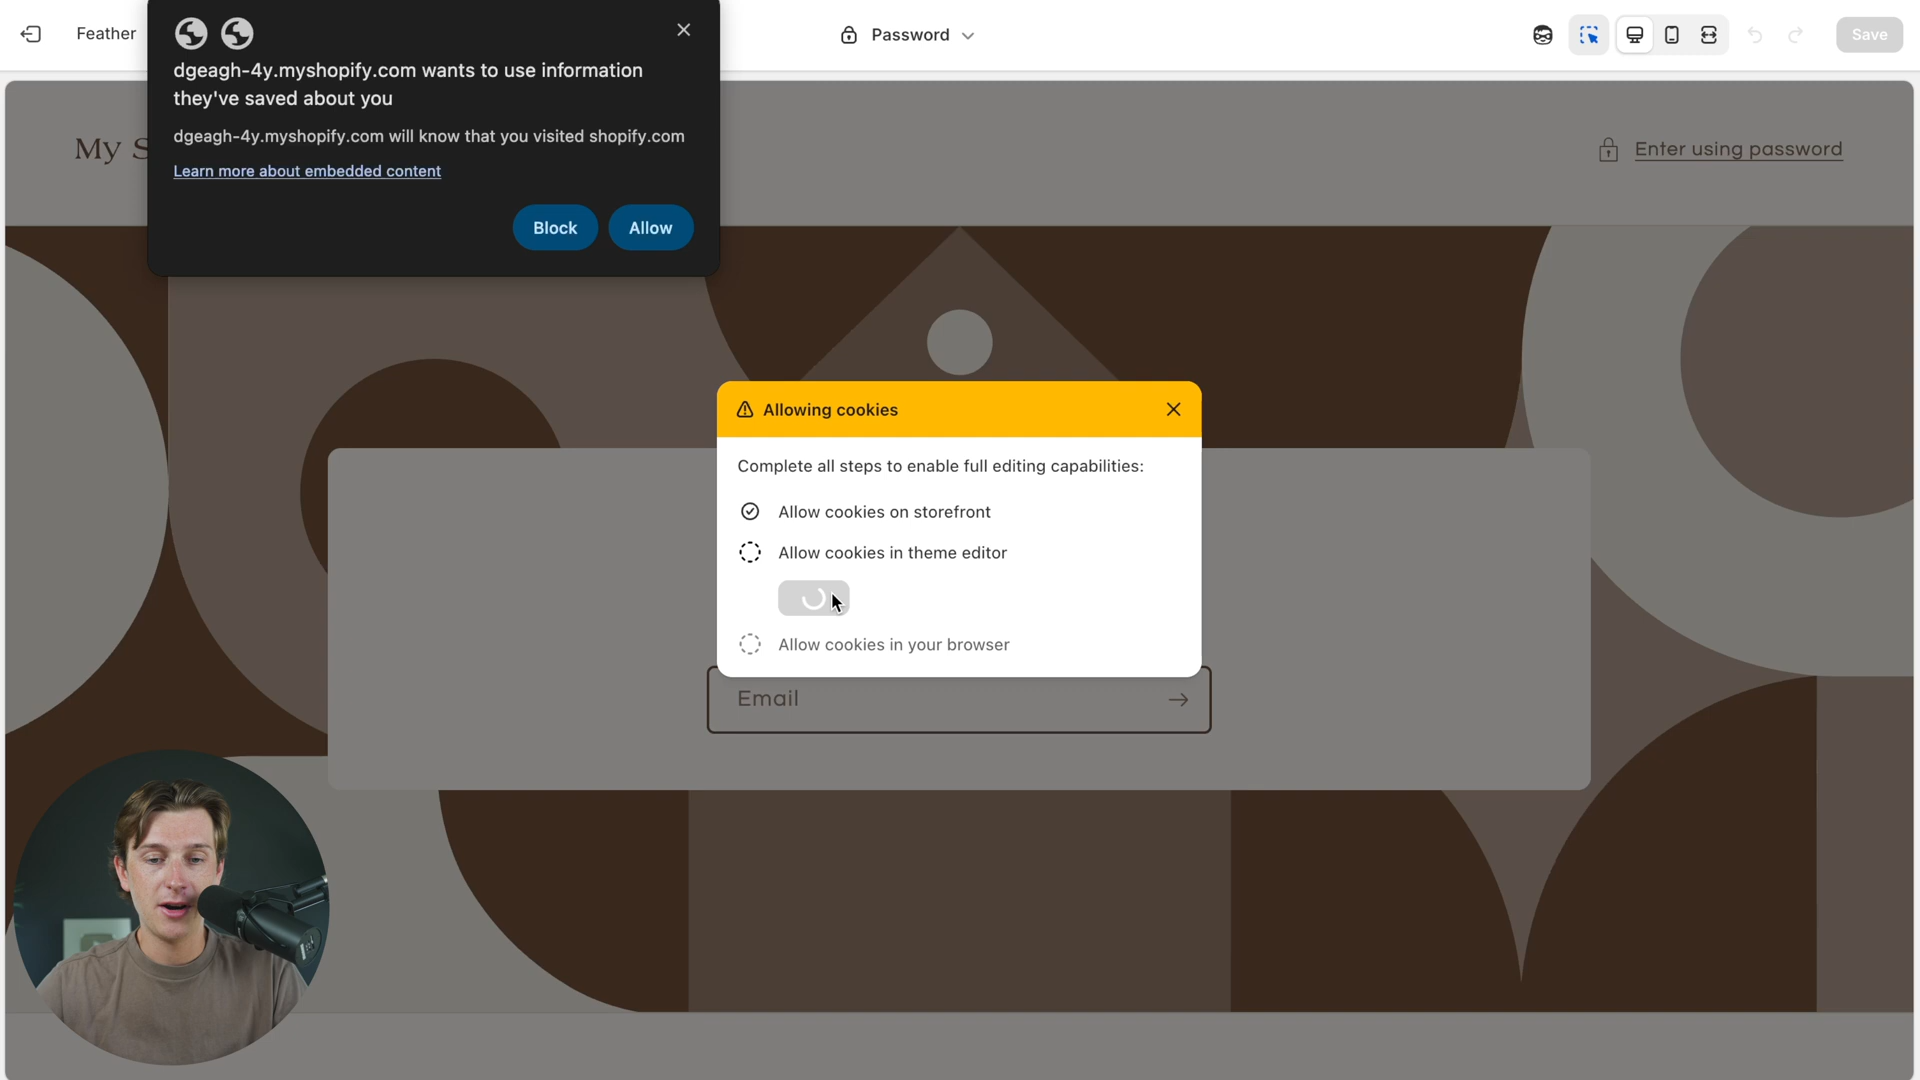 Feather
Password
Save
dgeagh-4y.myshopify.com wants to use information
they've saved about you
dgeagh-4y.myshopify.com will know that you visited shopify.com
Learn more about embedded content
Block
Allow
My S
Enter using password
Allowing cookies
Complete all steps to enable full editing capabilities:
Allow cookies on storefront
Allow cookies in theme editor
Allow cookies in your browser
Email